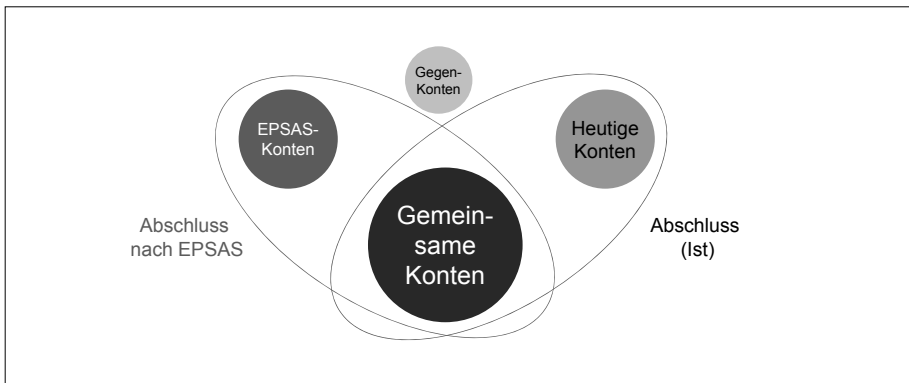 Gegen-
Konten
EPSAS-
Konten
Heutige
Konten
Gemein-
same
Konten
Abschluss
nach EPSAS
Abschluss
(Ist)